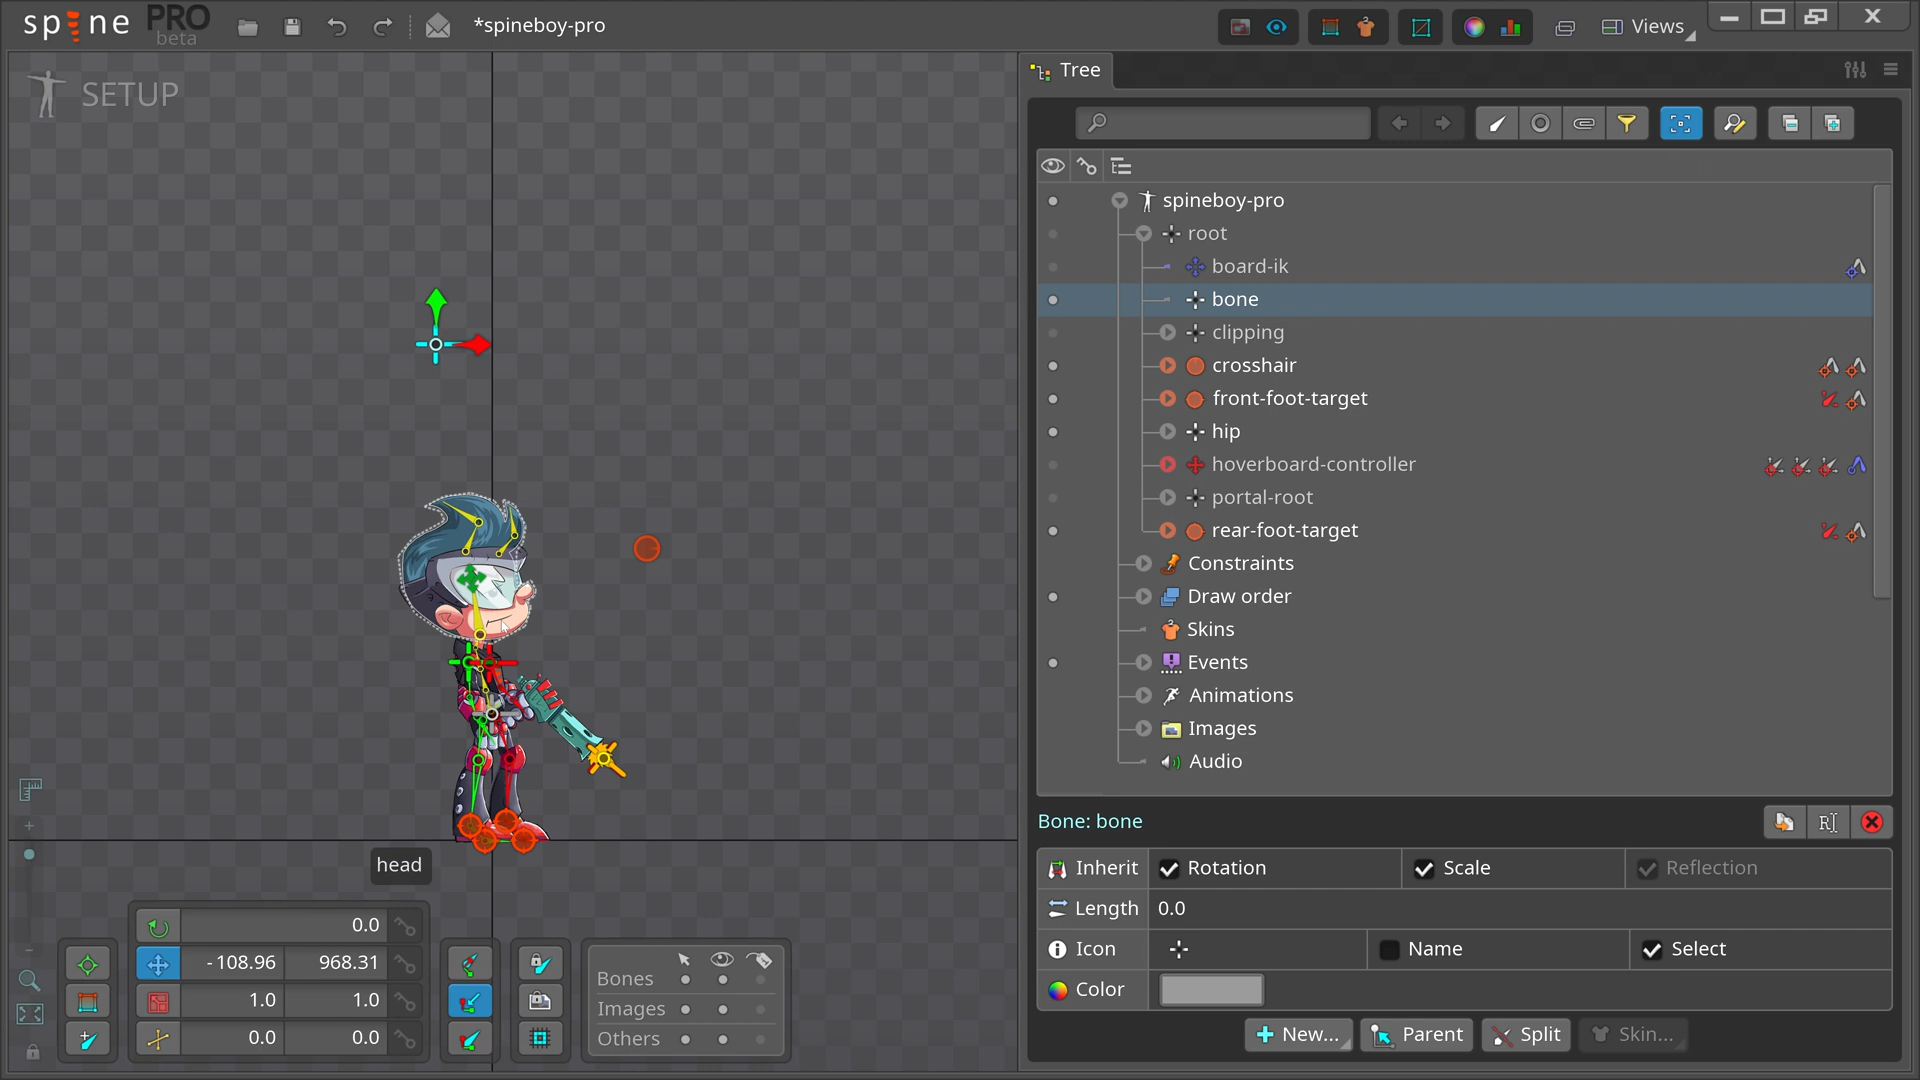 spine PRO beta
*spineboy-pro
Views
SETUP
Tree
spineboy-pro
root
board-ik
bone
clipping
crosshair
front-foot-target
hip
hoverboard-controller
portal-root
rear-foot-target
Constraints
Draw order
Skins
Events
Animations
Images
Audio
Bone: bone
Inherit Rotation Scale Reflection
Length 0.0
Icon Name Select
Color
New... Parent Split Skin...
head
0.0
-108.96 968.31
1.0 1.0
0.0 0.0
Bones
Images
Others